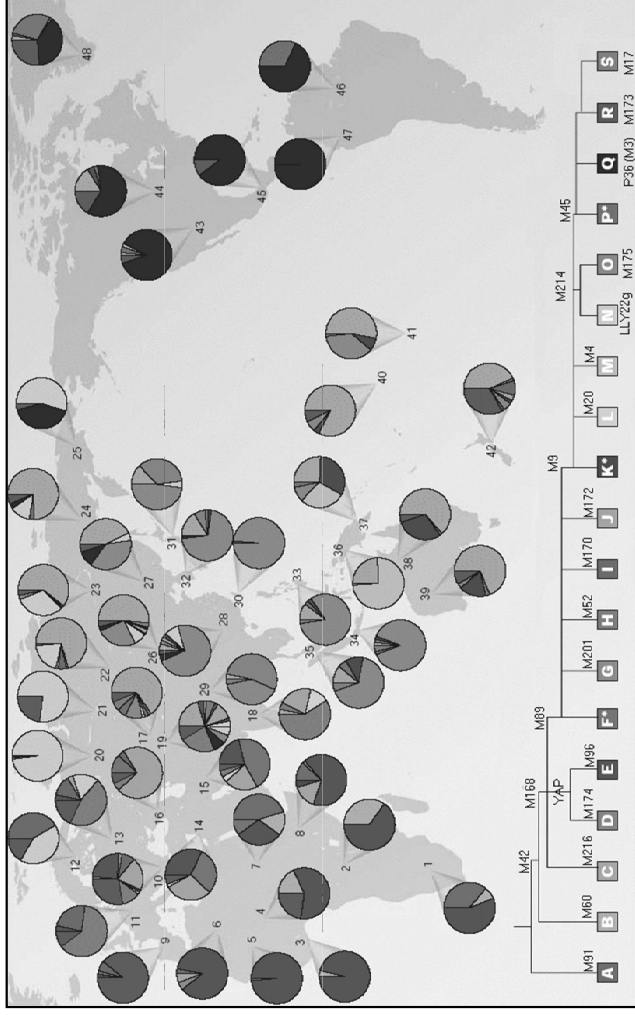 48
46
47
45
44
43
41
40
42
25
24
31
37
23
27
32
36
38
30
39
22
26
28
33
34
21
29
35
17
19
18
20
16
15
13
14
8
12
10
7
2
1
11
4
9
6
5
3
M91
M42
M60
M168
M216
YAP
M174
M96
M89
M201
M52
M170
M172
M9
M20
M4
M214
LLY22g
M175
M45
P36 (M3)
M173
M17
A
B
C
D
E
F*
G
H
I
J
K*
L
M
N
O
P*
Q
R
S